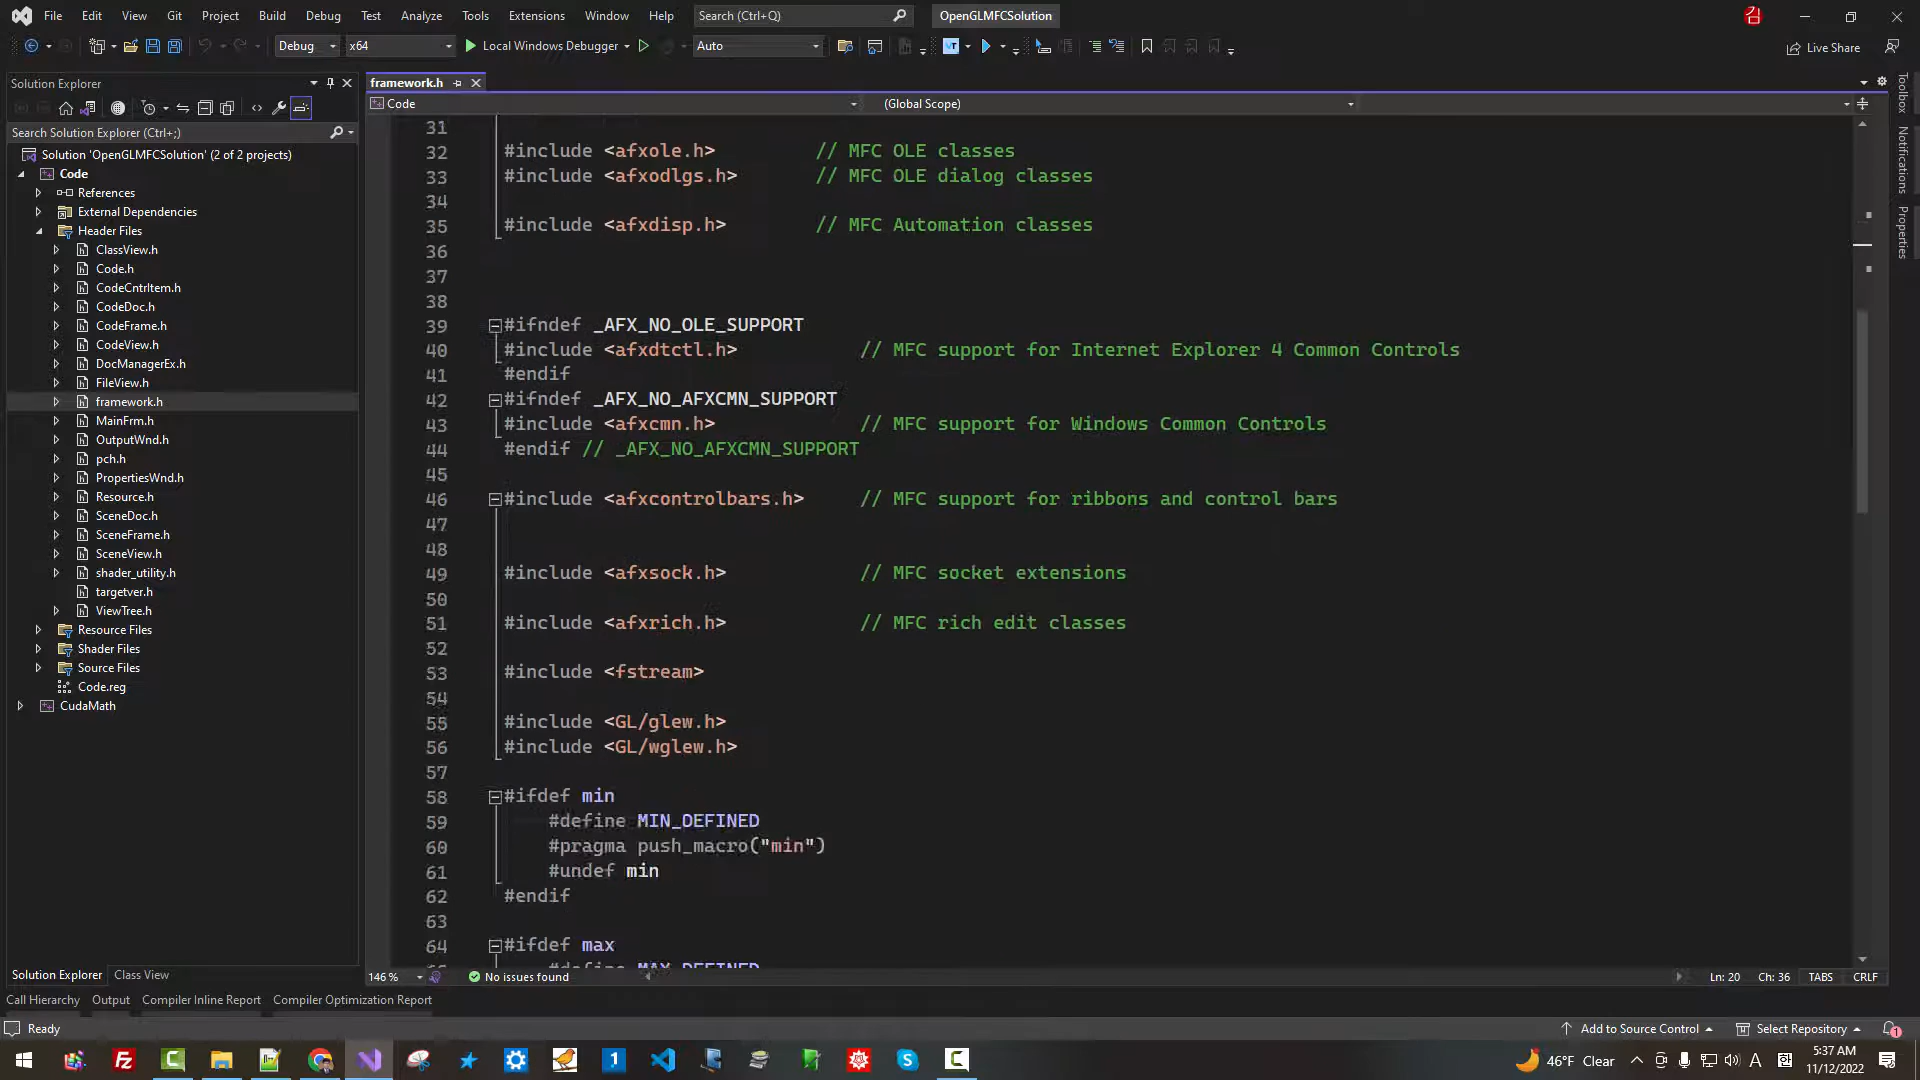 File Edit View Git Project Build Debug Test Analyze Tools Extensions Window Help Search (Ctrl+Q) OpenGLMFCSolution
Debug x64 Local Windows Debugger Auto Live Share
Solution Explorer
Search Solution Explorer (Ctrl+;)
Solution 'OpenGLMFCSolution' (2 of 2 projects)
Code
References
External Dependencies
Header Files
ClassView.h
Code.h
CodeCntrItem.h
CodeDoc.h
CodeFrame.h
CodeView.h
DocManagerEx.h
FileView.h
framework.h
MainFrm.h
OutputWnd.h
pch.h
PropertiesWnd.h
Resource.h
SceneDoc.h
SceneFrame.h
SceneView.h
shader_utility.h
targetver.h
ViewTree.h
Resource Files
Shader Files
Source Files
Code.reg
CudaMath
Solution Explorer Class View
framework.h
Code (Global Scope)
31
32 #include <afxole.h> // MFC OLE classes
33 #include <afxodlgs.h> // MFC OLE dialog classes
34
35 #include <afxdisp.h> // MFC Automation classes
36
37
38
39 #ifndef _AFX_NO_OLE_SUPPORT
40 #include <afxdtctl.h> // MFC support for Internet Explorer 4 Common Controls
41 #endif
42 #ifndef _AFX_NO_AFXCMN_SUPPORT
43 #include <afxcmn.h> // MFC support for Windows Common Controls
44 #endif // _AFX_NO_AFXCMN_SUPPORT
45
46 #include <afxcontrolbars.h> // MFC support for ribbons and control bars
47
48
49 #include <afxsock.h> // MFC socket extensions
50
51 #include <afxrich.h> // MFC rich edit classes
52
53 #include <fstream>
54
55 #include <GL/glew.h>
56 #include <GL/wglew.h>
57
58 #ifdef min
59 #define MIN_DEFINED
60 #pragma push_macro("min")
61 #undef min
62 #endif
63
64 #ifdef max
#define MAX_DEFINED
146 % No issues found Ln: 20 Ch: 36 TABS CRLF
Toolbox
Notifications
Properties
Call Hierarchy Output Compiler Inline Report Compiler Optimization Report
Ready Add to Source Control Select Repository 1
46°F Clear A 한 5:37 AM
11/12/2022